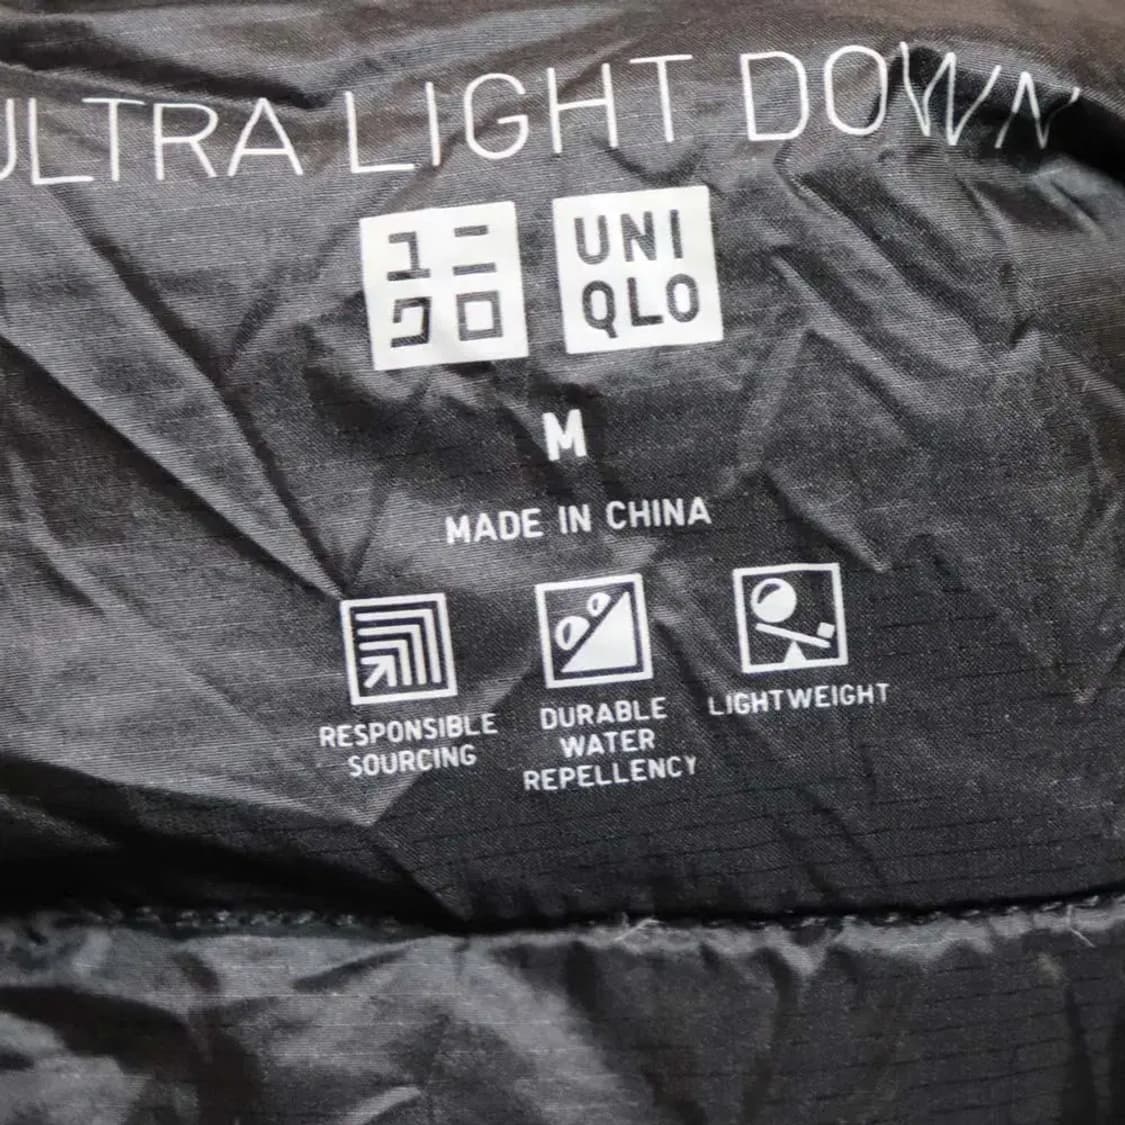 ULTRA LIGHT DOWN
ユニ
クロ
UNI
QLO
M
MADE IN CHINA
RESPONSIBLE
SOURCING
DURABLE
WATER
REPELLENCY
LIGHTWEIGHT